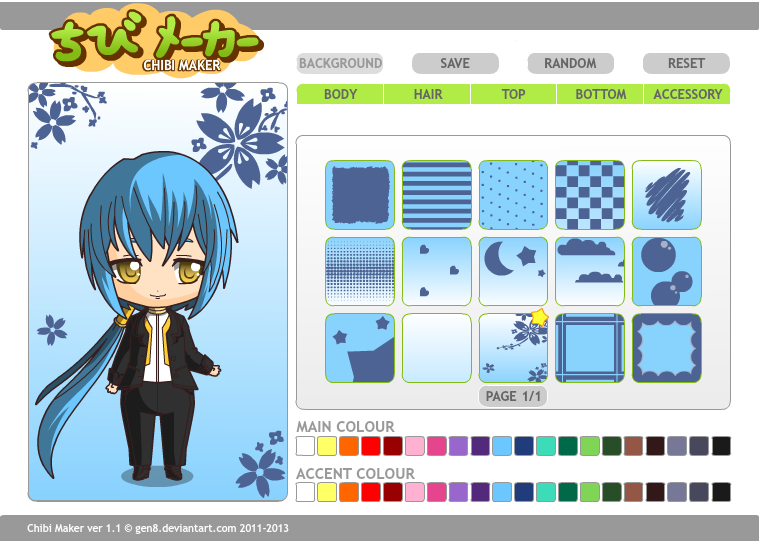 ちび メーカー
CHIBI MAKER
BACKGROUND
SAVE
RANDOM
RESET
BODY
HAIR
TOP
BOTTOM
ACCESSORY
PAGE 1/1
MAIN COLOUR
ACCENT COLOUR
Chibi Maker ver 1.1 © gen8.deviantart.com 2011-2013